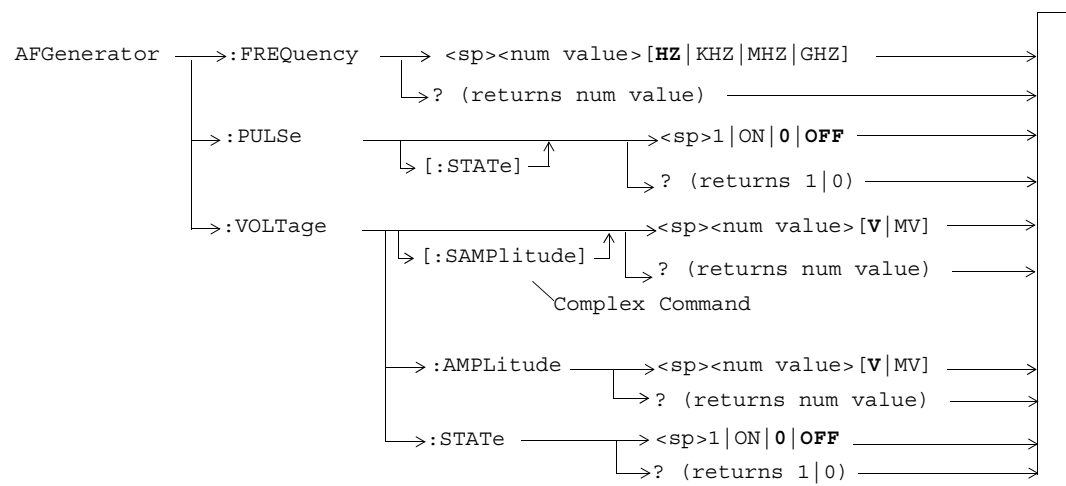 AFGenerator :FREQuency <sp><num value>[HZ|KHZ|MHZ|GHZ]
? (returns num value)
:PULSe <sp>1|ON|0|OFF
[:STATe]
? (returns 1|0)
:VOLTage <sp><num value>[V|MV]
[:SAMPlitude]
? (returns num value)
Complex Command
:AMPLitude <sp><num value>[V|MV]
? (returns num value)
:STATe <sp>1|ON|0|OFF
? (returns 1|0)